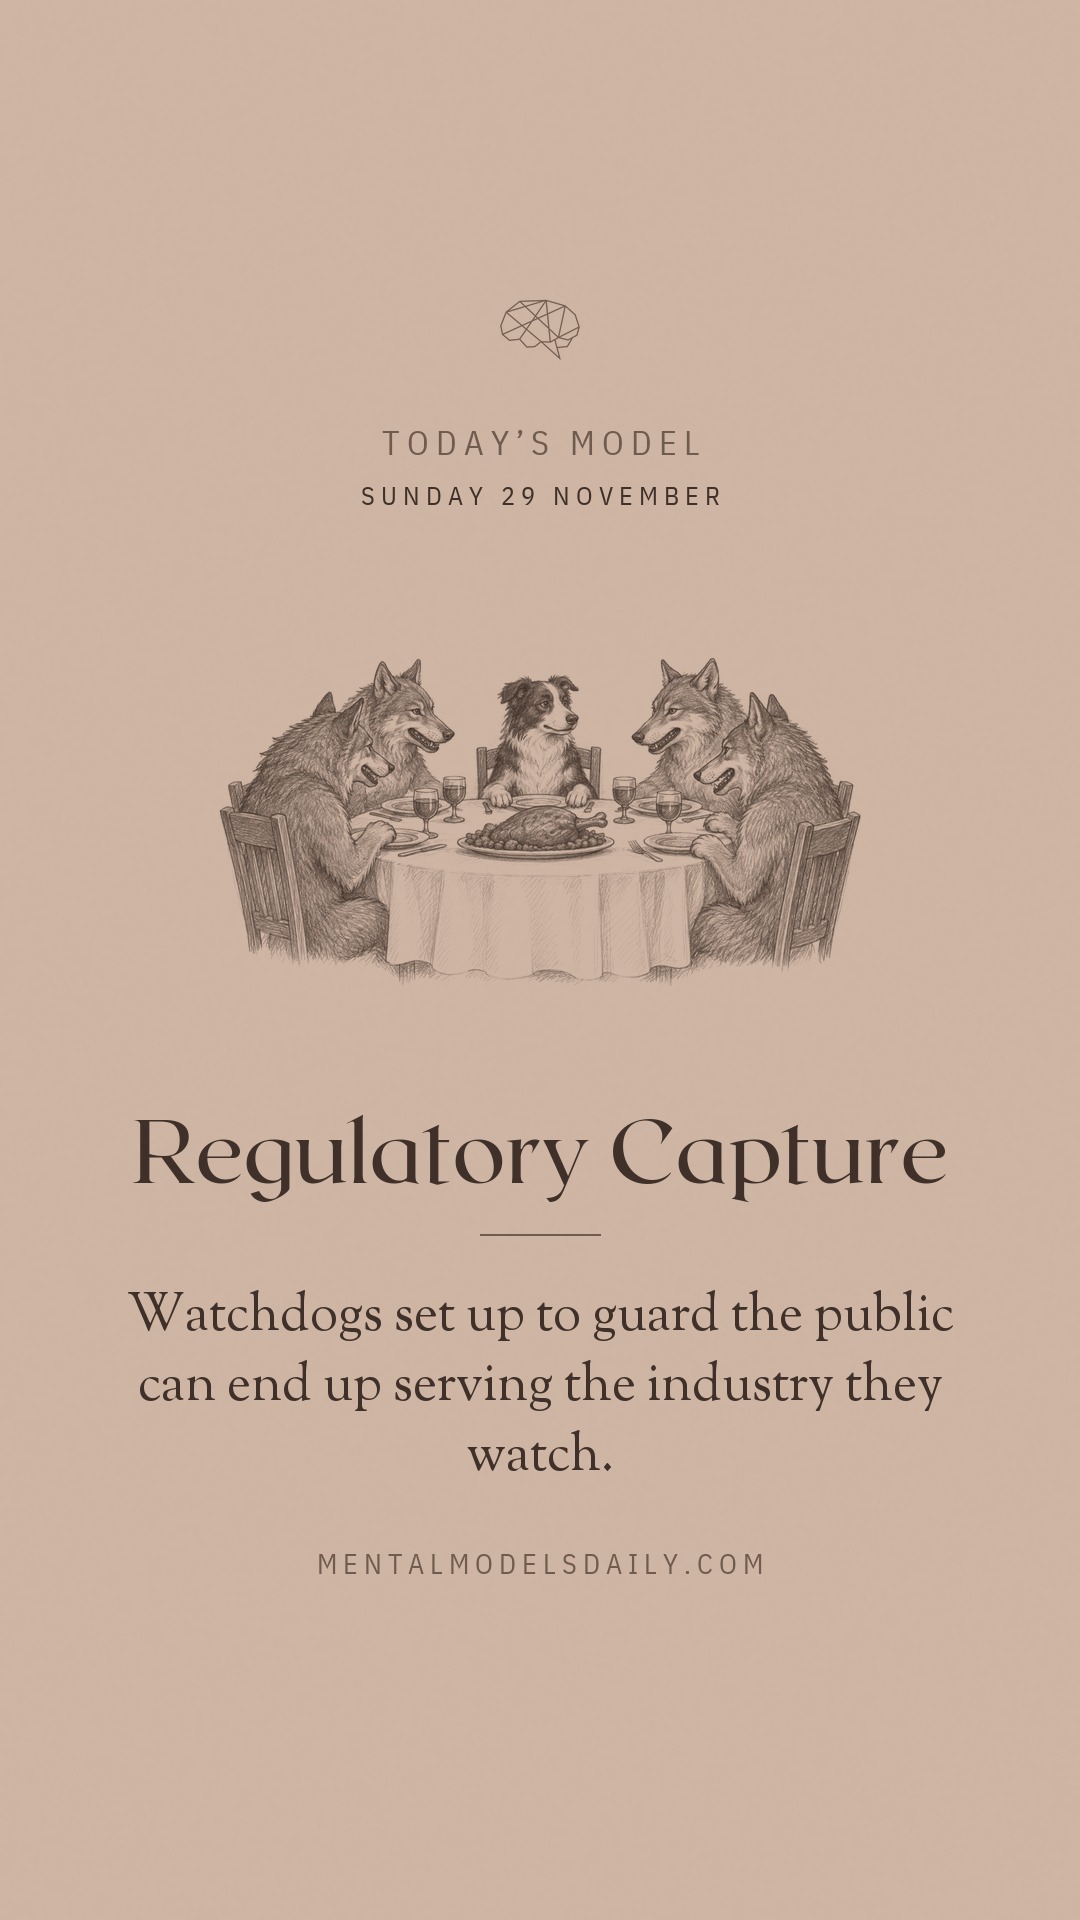 TODAY’S MODEL
SUNDAY 29 NOVEMBER
Regulatory Capture
Watchdogs set up to guard the public
can end up serving the industry they
watch.
MENTALMODELSDAILY.COM